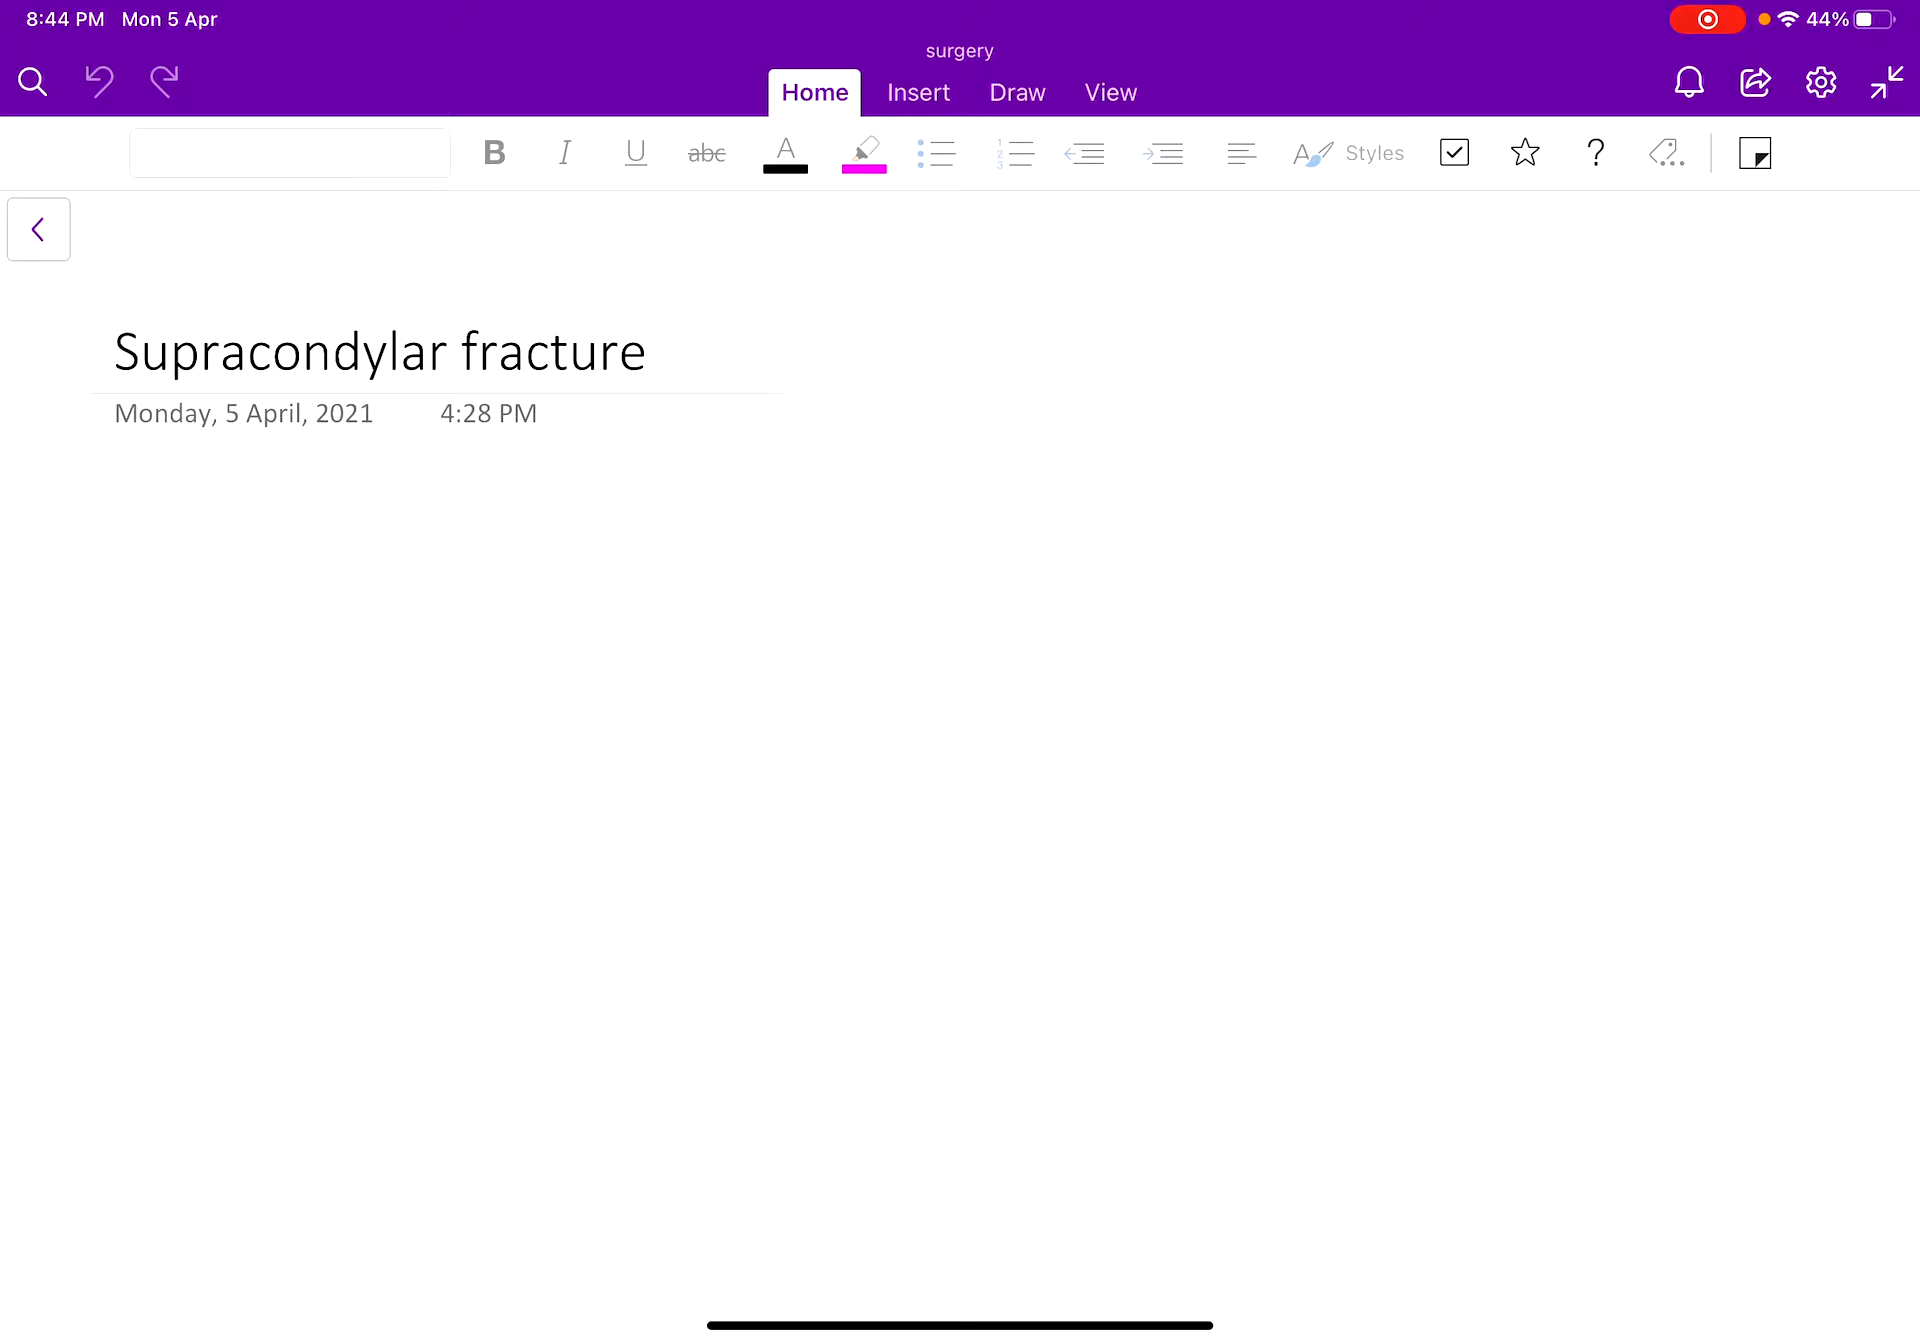 8:44 PM Mon 5 Apr
44%
surgery
Home Insert Draw View
B I U abc A Styles
Supracondylar fracture
Monday, 5 April, 2021 4:28 PM